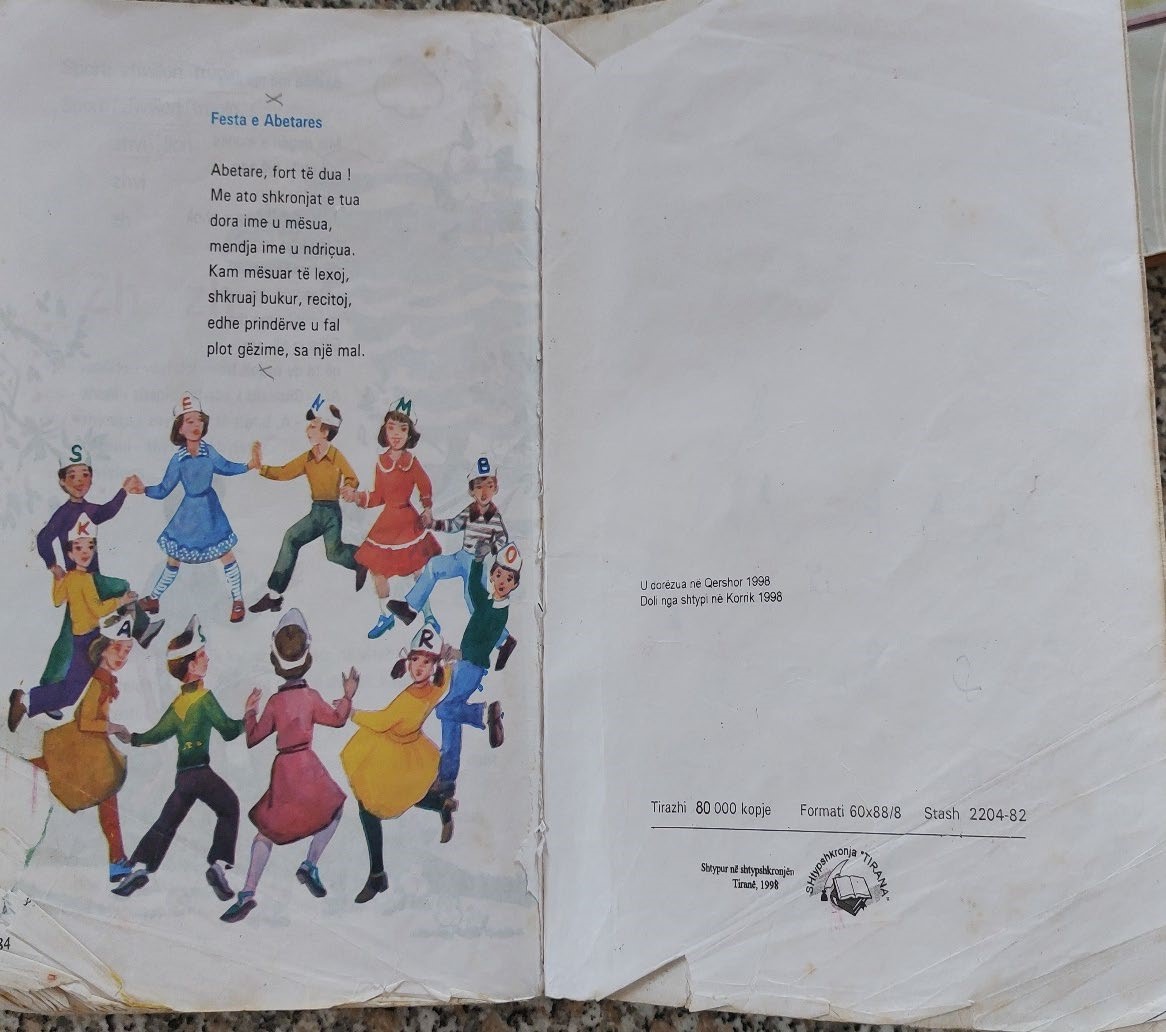 Festa e Abetares
Abetare, fort të dua !
Me ato shkronjat e tua
dora ime u mësua,
mendja ime u ndriçua.
Kam mësuar të lexoj,
shkruaj bukur, recitoj,
edhe prindërve u fal
plot gëzime, sa një mal.
E
N
M
S
B
K
O
A
S
R
84
U dorëzua në Qershor 1998
Doli nga shtypi në Korrik 1998
Tirazhi 80 000 kopje Formati 60x88/8 Stash 2204-82
Shtypur në shtypshkronjën
Tiranë, 1998
SHtypshkronja "TIRANA"